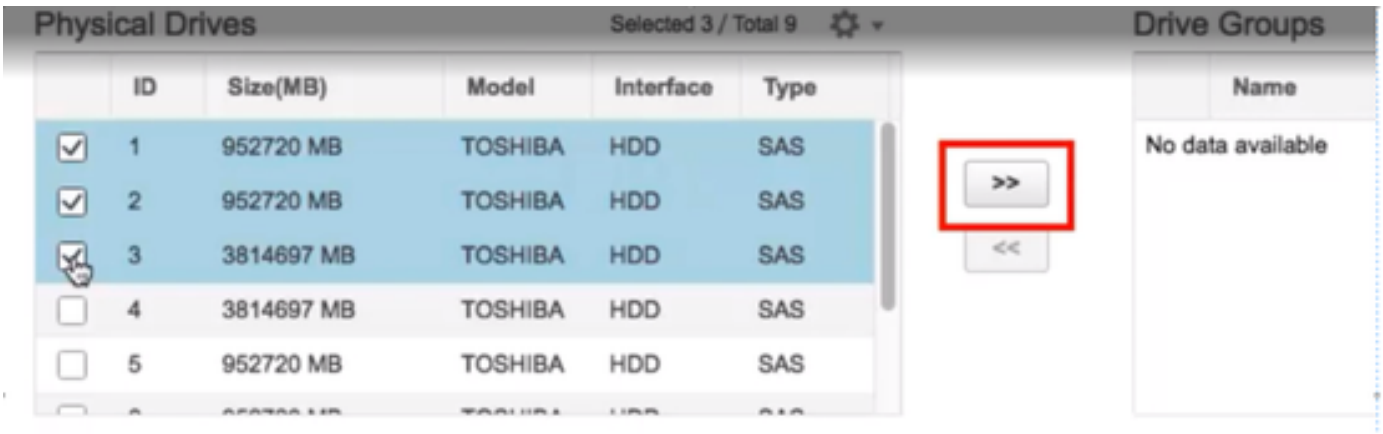 Physical Drives Selected 3 / Total 9 Drive Groups
ID Size(MB) Model Interface Type Name
1 952720 MB TOSHIBA HDD SAS No data available
2 952720 MB TOSHIBA HDD SAS >>
3 3814697 MB TOSHIBA HDD SAS <<
4 3814697 MB TOSHIBA HDD SAS
5 952720 MB TOSHIBA HDD SAS